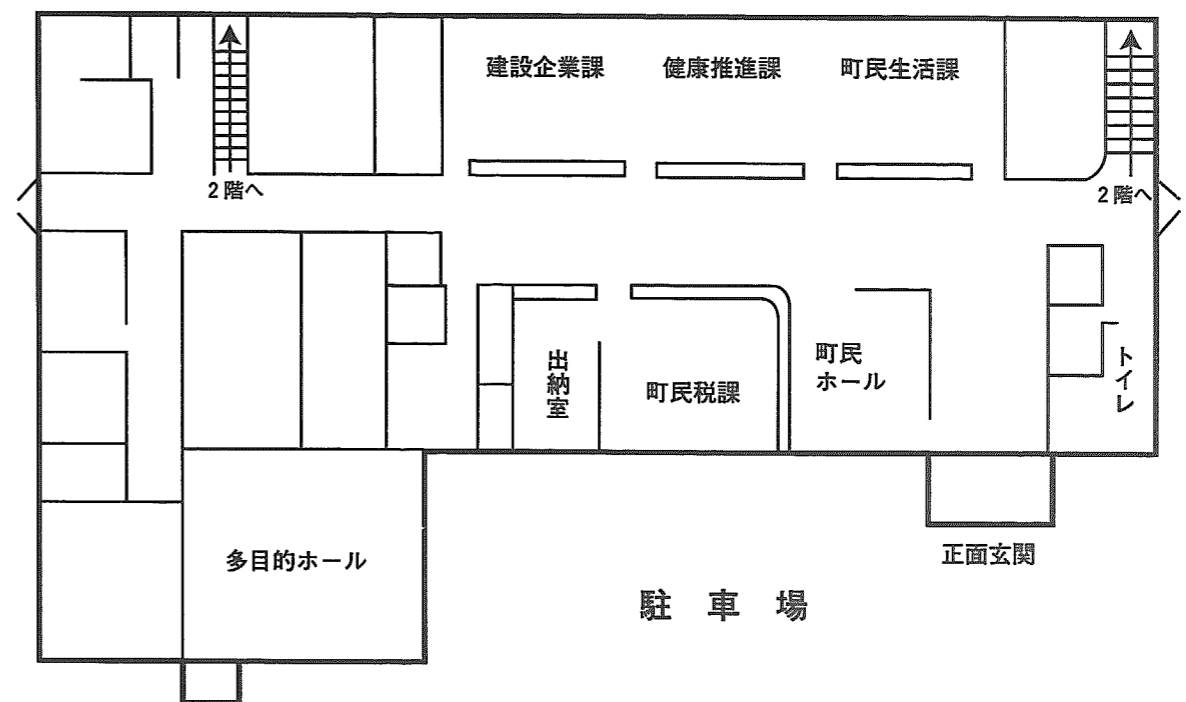 建設企業課
健康推進課
町民生活課
2階へ
2階へ
出納室
町民税課
町民
ホール
トイレ
多目的ホール
正面玄関
駐車場